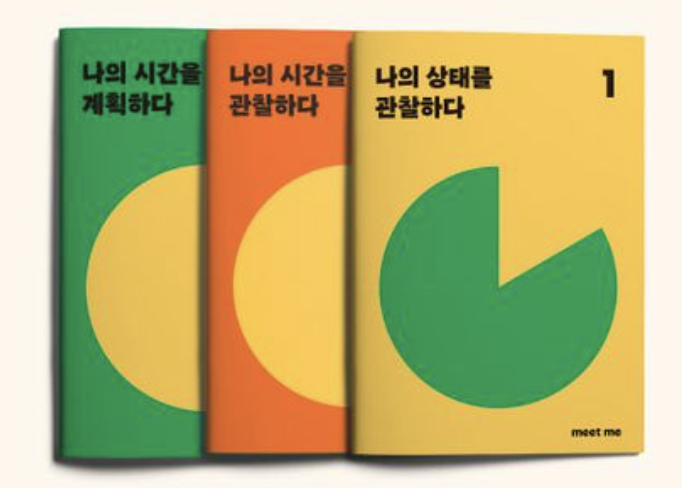 나의 시간을
계획하다
나의 시간을
관찰하다
나의 상태를
관찰하다
1
meet me